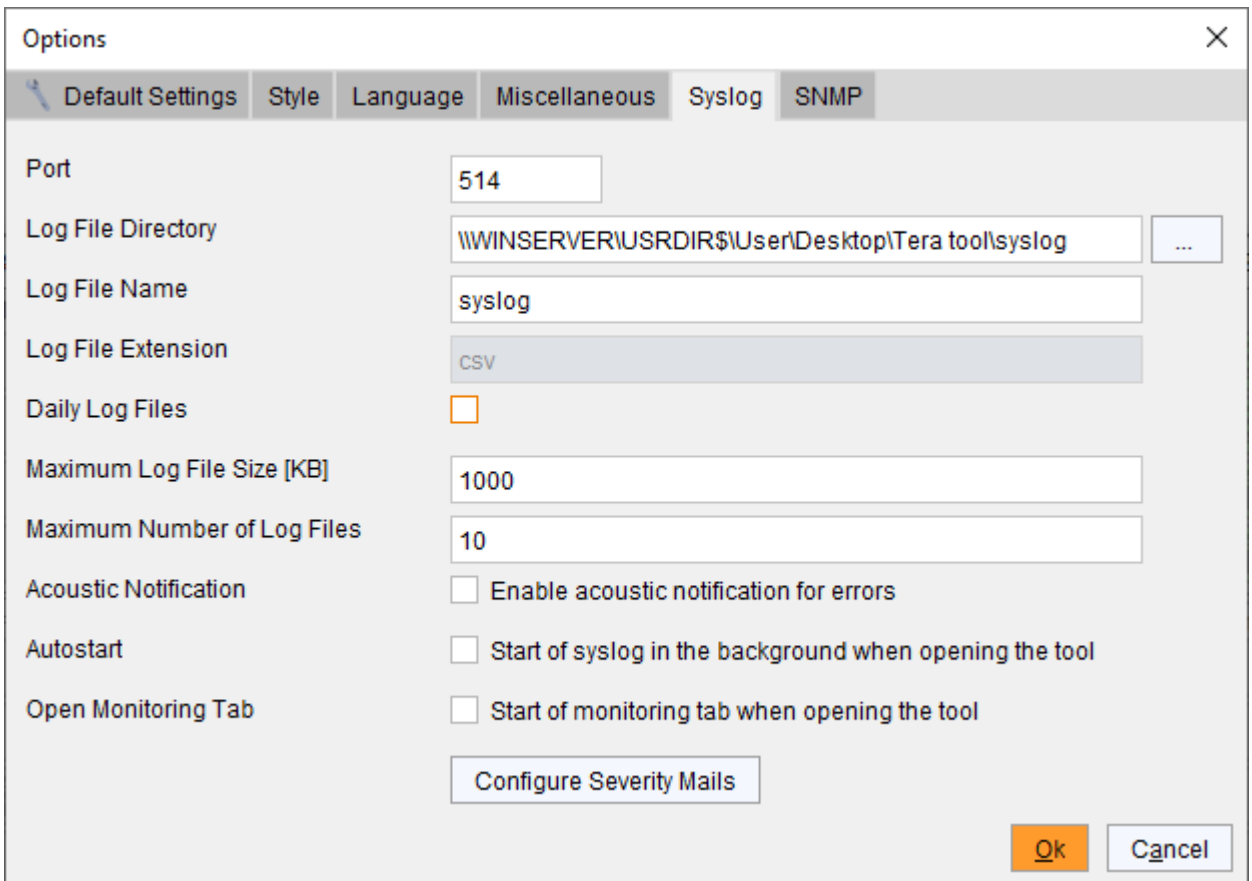 Options
Default Settings Style Language Miscellaneous Syslog SNMP
Port 514
Log File Directory \\WINSERVER\USRDIR$\User\Desktop\Tera tool\syslog ...
Log File Name syslog
Log File Extension csv
Daily Log Files
Maximum Log File Size [KB] 1000
Maximum Number of Log Files 10
Acoustic Notification Enable acoustic notification for errors
Autostart Start of syslog in the background when opening the tool
Open Monitoring Tab Start of monitoring tab when opening the tool
Configure Severity Mails
Ok Cancel